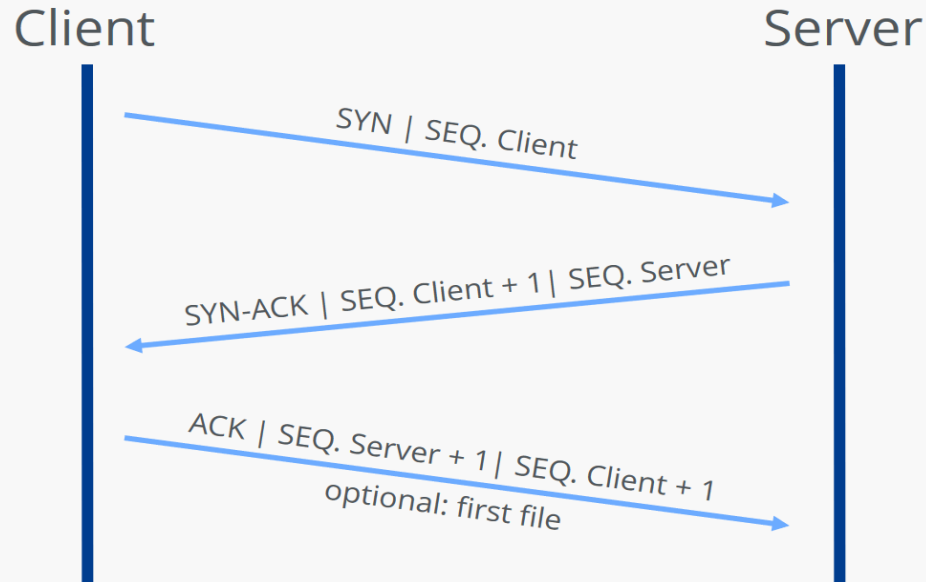 Client
Server
SYN | SEQ. Client
SYN-ACK | SEQ. Client + 1| SEQ. Server
ACK | SEQ. Server + 1| SEQ. Client + 1
optional: first file